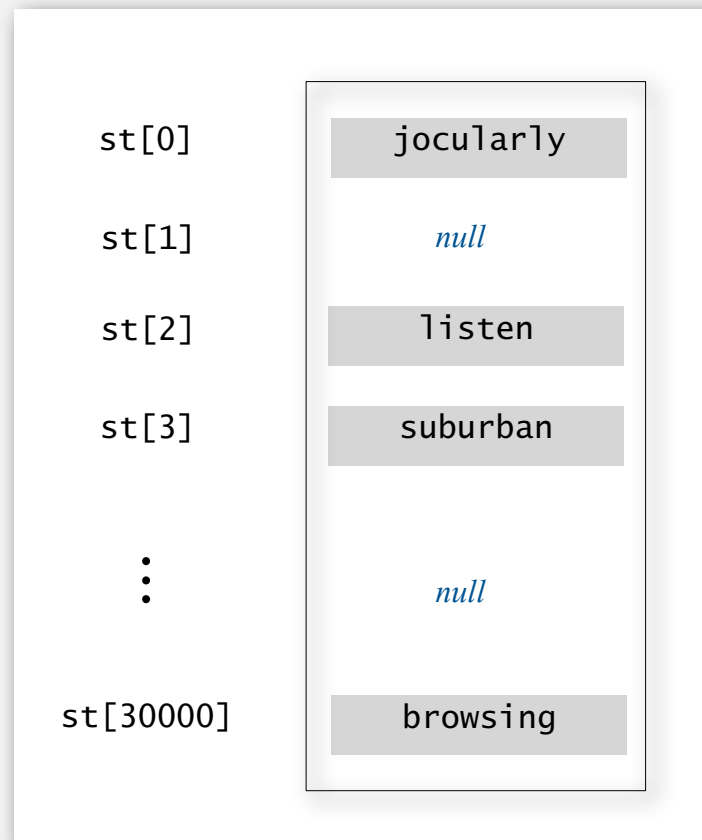 st[0] jocularly
st[1] null
st[2] listen
st[3] suburban
⋮ null
st[30000] browsing